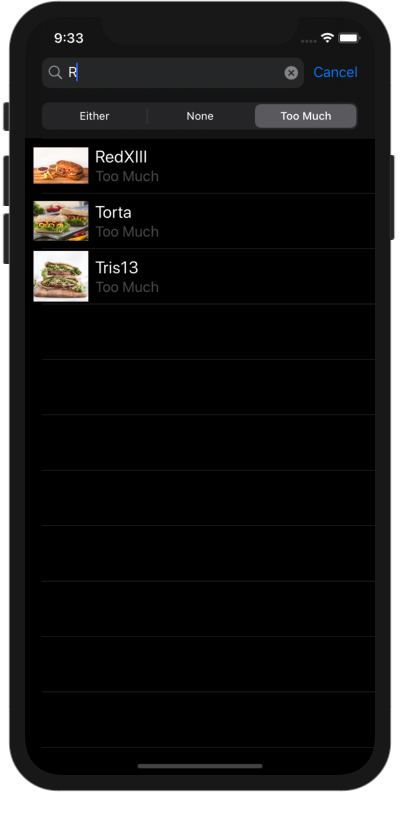 9:33
R
Cancel
Either None Too Much
RedXIII
Too Much
Torta
Too Much
Tris13
Too Much